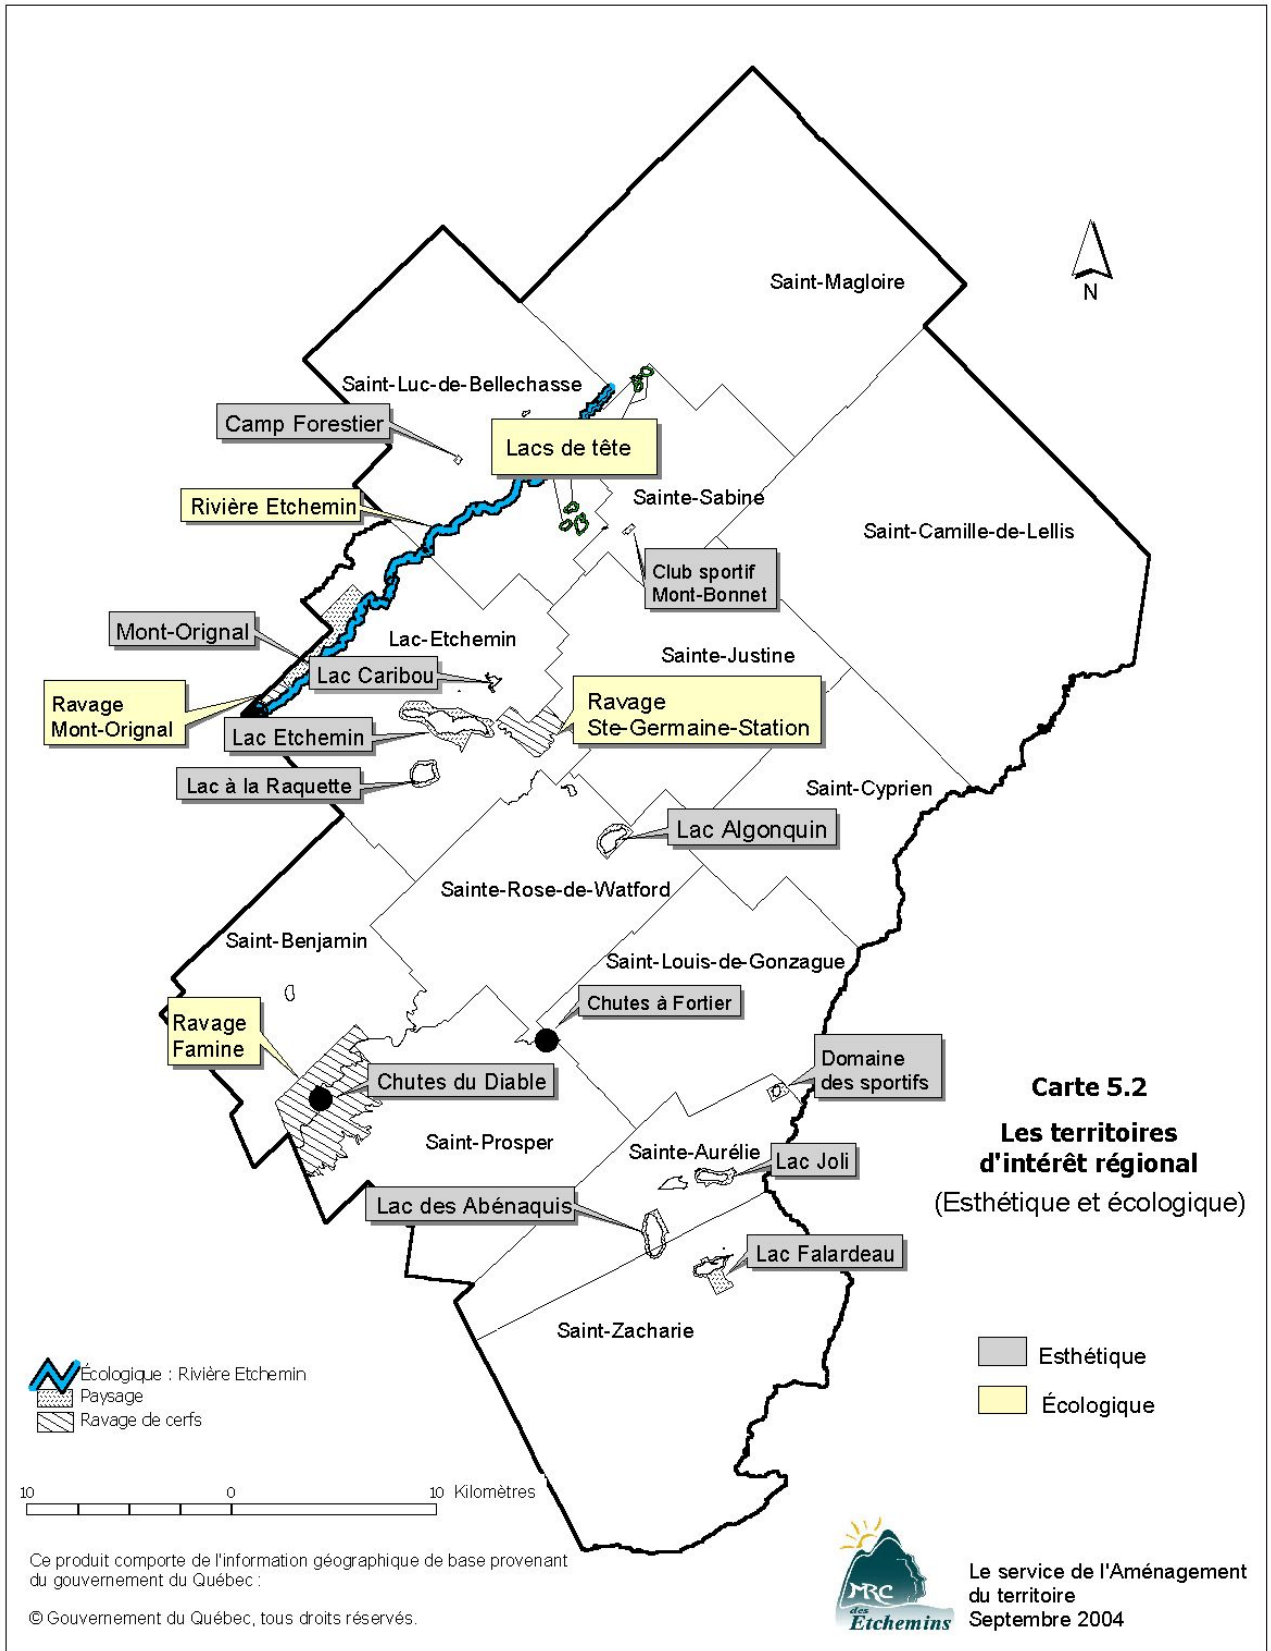 Saint-Magloire
N
Saint-Luc-de-Bellechasse
Camp Forestier
Lacs de tête
Rivière Etchemin
Sainte-Sabine
Saint-Camille-de-Lellis
Club sportif
Mont-Bonnet
Mont-Orignal
Lac-Etchemin
Sainte-Justine
Lac Caribou
Ravage
Mont-Orignal
Ravage
Ste-Germaine-Station
Lac Etchemin
Lac à la Raquette
Saint-Cyprien
Lac Algonquin
Sainte-Rose-de-Watford
Saint-Benjamin
Saint-Louis-de-Gonzague
Chutes à Fortier
Ravage
Famine
Chutes du Diable
Domaine
des sportifs
Saint-Prosper
Sainte-Aurélie
Lac Joli
Lac des Abénaquis
Lac Falardeau
Saint-Zacharie
Carte 5.2
Les territoires
d'intérêt régional
(Esthétique et écologique)
Esthétique
Écologique
Écologique : Rivière Etchemin
Paysage
Ravage de cerfs
10 0 10 Kilomètres
Ce produit comporte de l'information géographique de base provenant
du gouvernement du Québec :
© Gouvernement du Québec, tous droits réservés.
MRC
des
Etchemins
Le service de l'Aménagement
du territoire
Septembre 2004